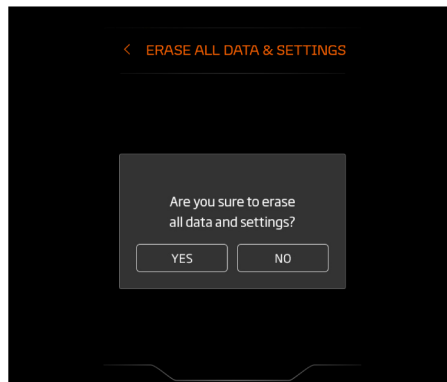 ERASE ALL DATA & SETTINGS
Are you sure to erase
all data and settings?
YES
NO